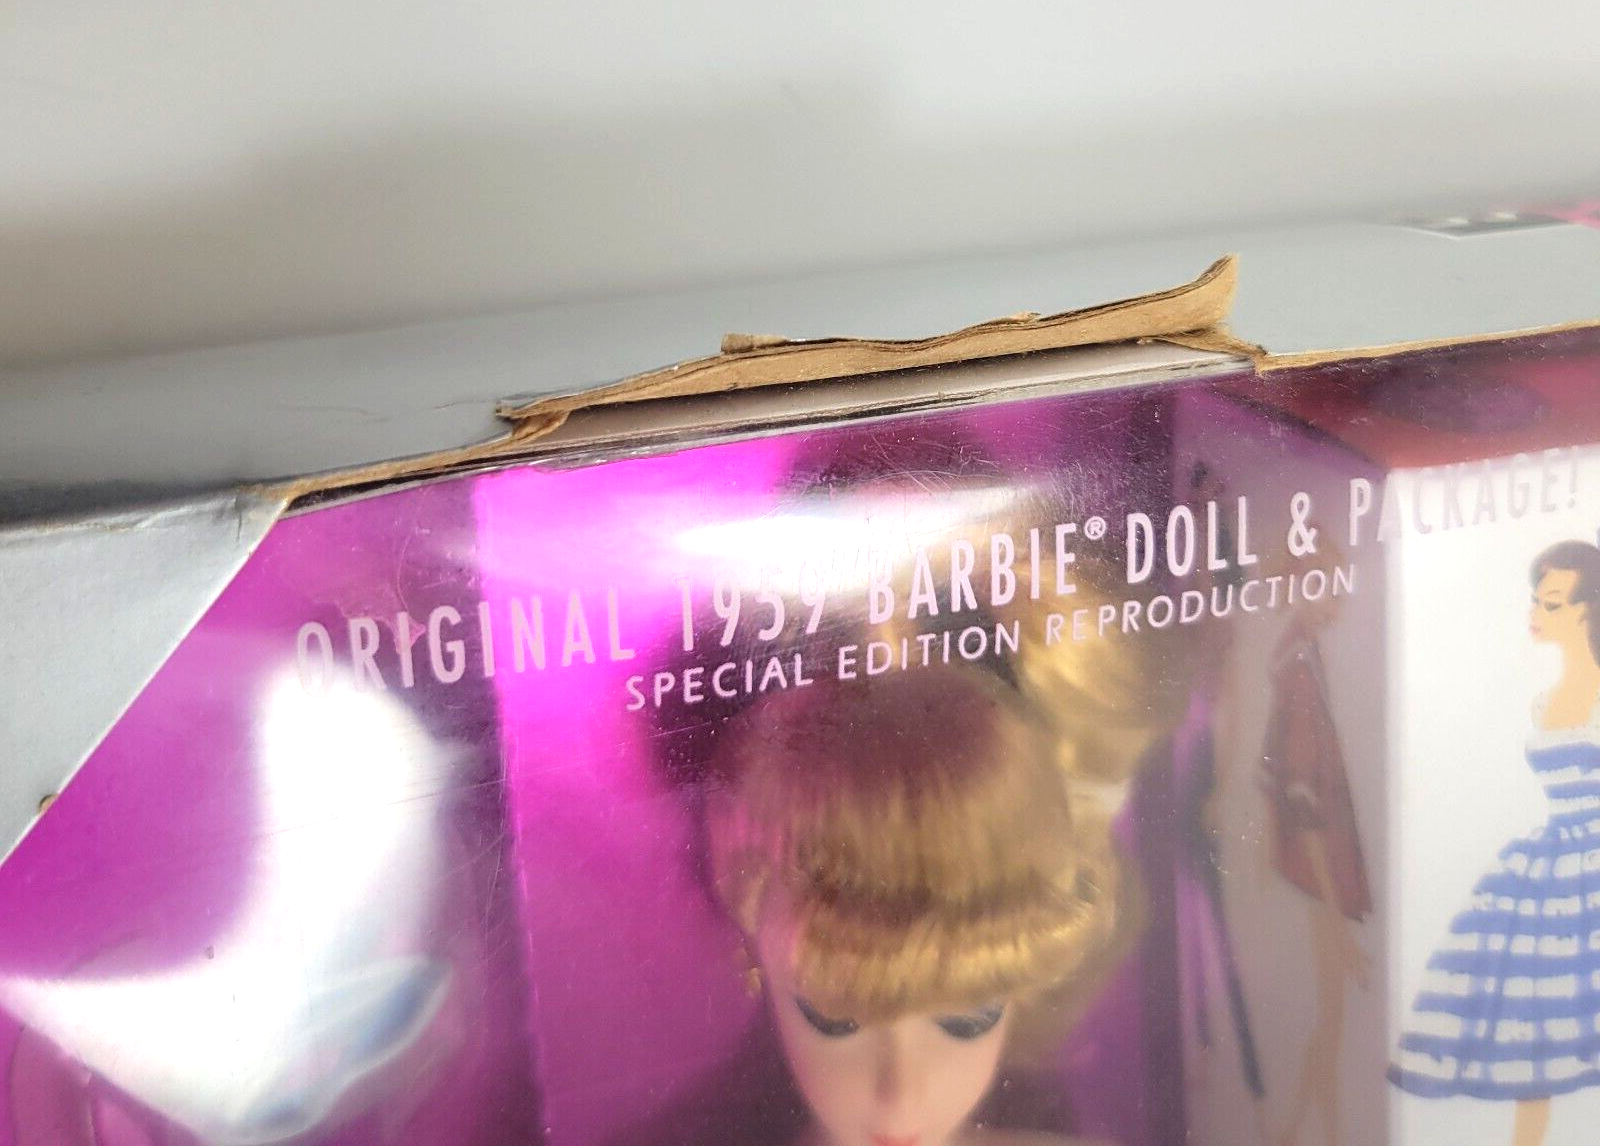 ORIGINAL 1959 BARBIE® DOLL & PACKAGE!
SPECIAL EDITION REPRODUCTION